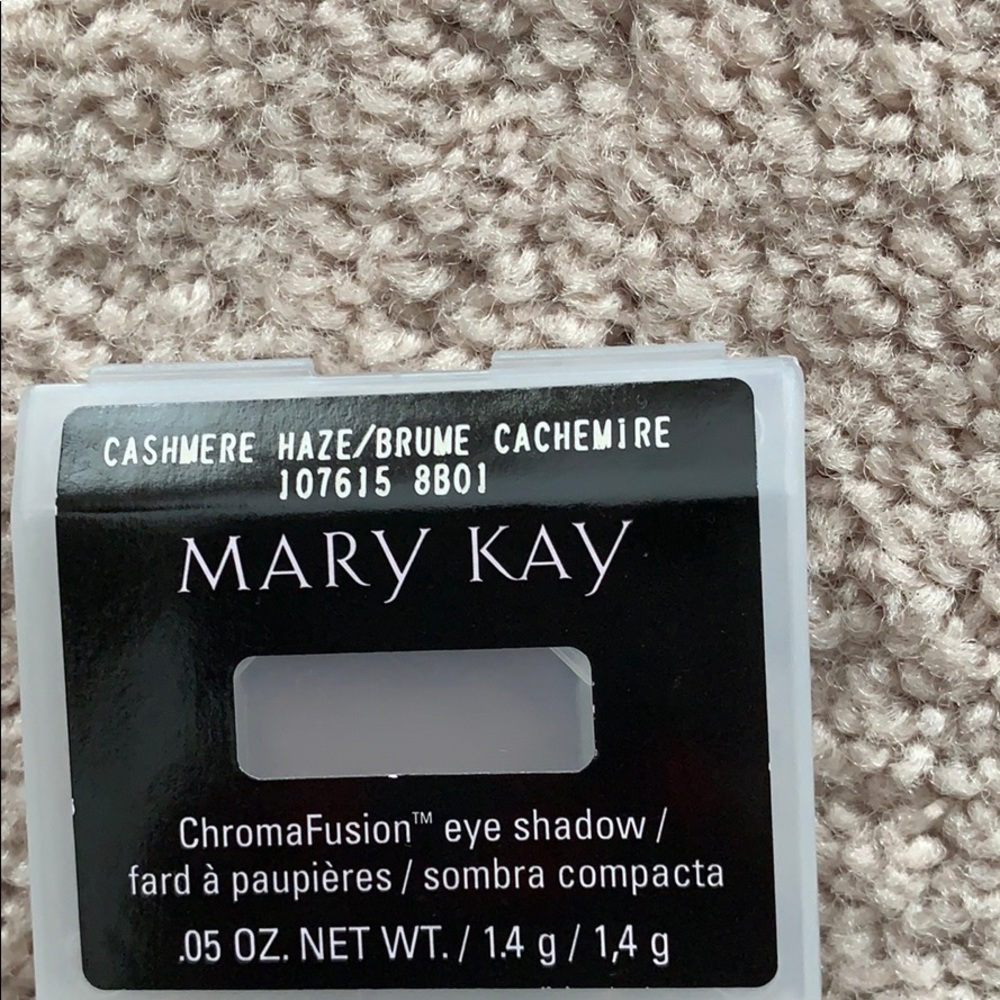 CASHMERE HAZE/BRUME CACHEMIRE
107615 8B01
MARY KAY
ChromaFusion™ eye shadow /
fard à paupières / sombra compacta
.05 OZ. NET WT. / 1.4 g / 1,4 g